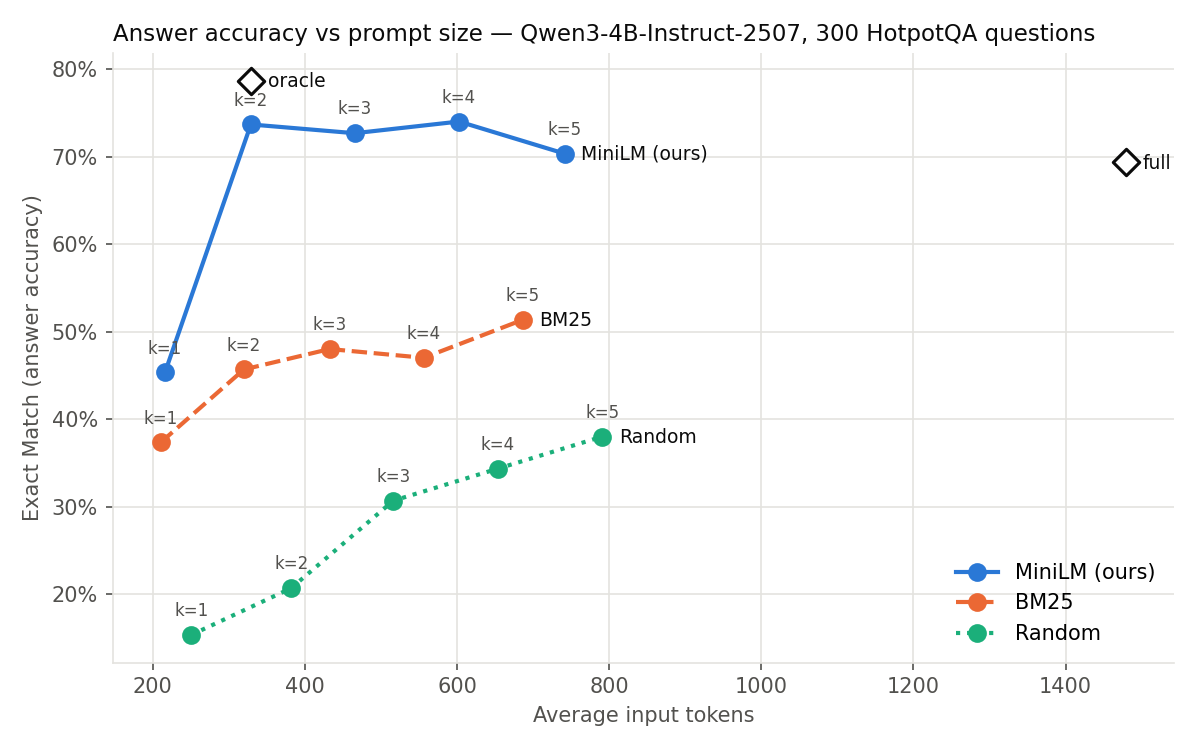 Answer accuracy vs prompt size — Qwen3-4B-Instruct-2507, 300 HotpotQA questions
Exact Match (answer accuracy)
80%
70%
60%
50%
40%
30%
20%
oracle
k=2
k=3
k=4
k=5
MiniLM (ours)
full
k=1
k=2
k=3
k=4
k=5
BM25
k=1
k=1
k=2
k=3
k=4
k=5
Random
MiniLM (ours)
BM25
Random
200
400
600
800
1000
1200
1400
Average input tokens